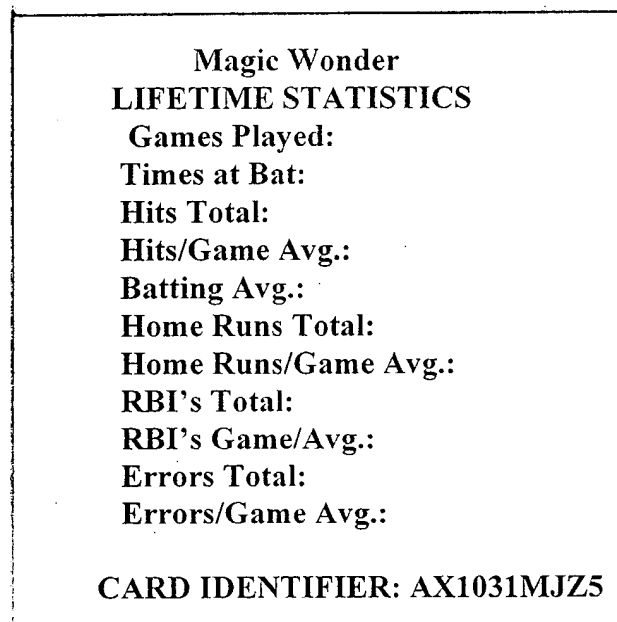 Magic Wonder
LIFETIME STATISTICS
Games Played:
Times at Bat:
Hits Total:
Hits/Game Avg.:
Batting Avg.:
Home Runs Total:
Home Runs/Game Avg.:
RBI's Total:
RBI's Game/Avg.:
Errors Total:
Errors/Game Avg.:
CARD IDENTIFIER: AX1031MJZ5